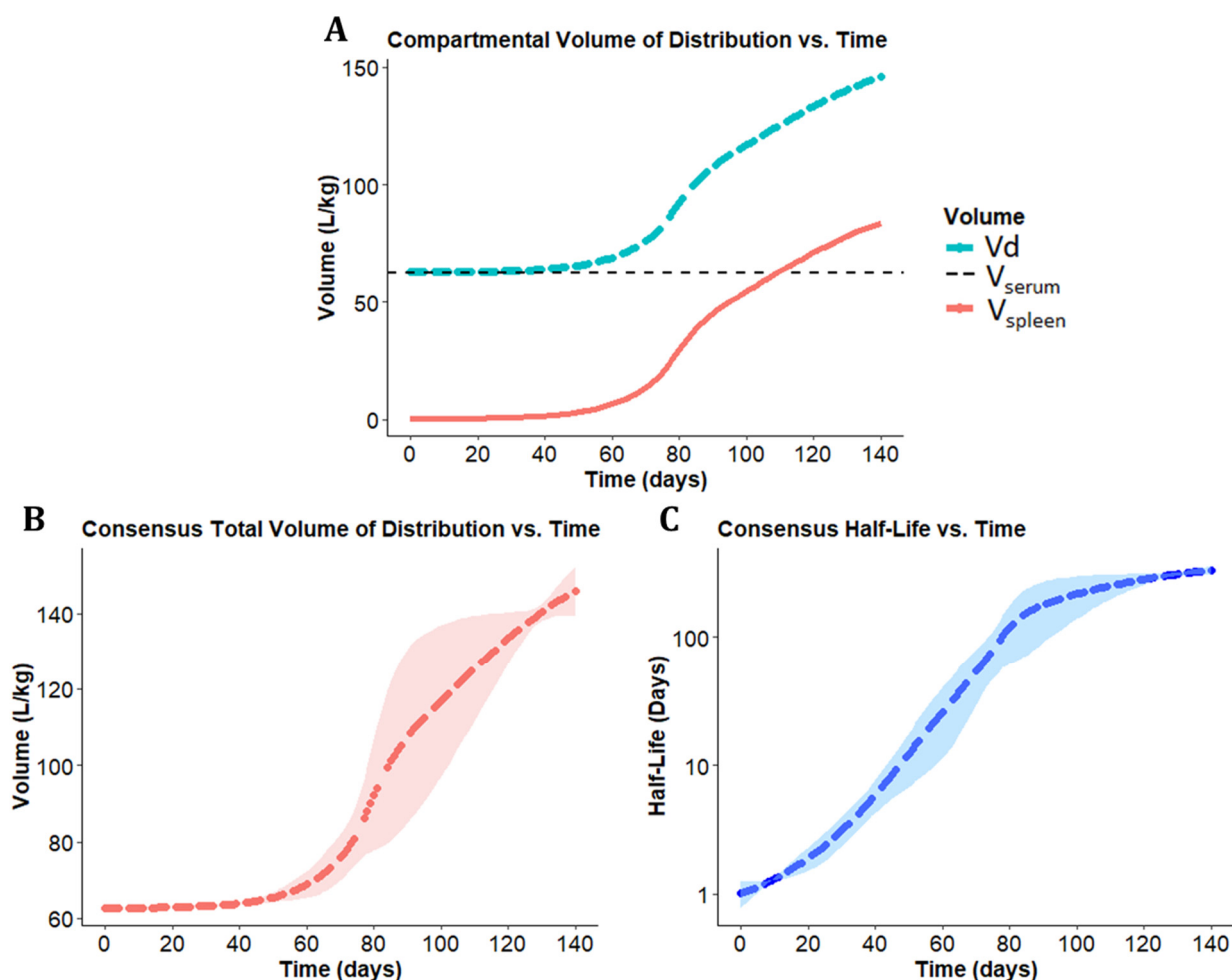 A
Compartmental Volume of Distribution vs. Time
Volume (L/kg)
150
100
50
0
0 20 40 60 80 100 120 140
Time (days)
Volume
Vd
Vserum
Vspleen
B
Consensus Total Volume of Distribution vs. Time
Volume (L/kg)
140
120
100
80
60
0 20 40 60 80 100 120 140
Time (days)
C
Consensus Half-Life vs. Time
Half-Life (Days)
100
10
1
0 20 40 60 80 100 120 140
Time (days)